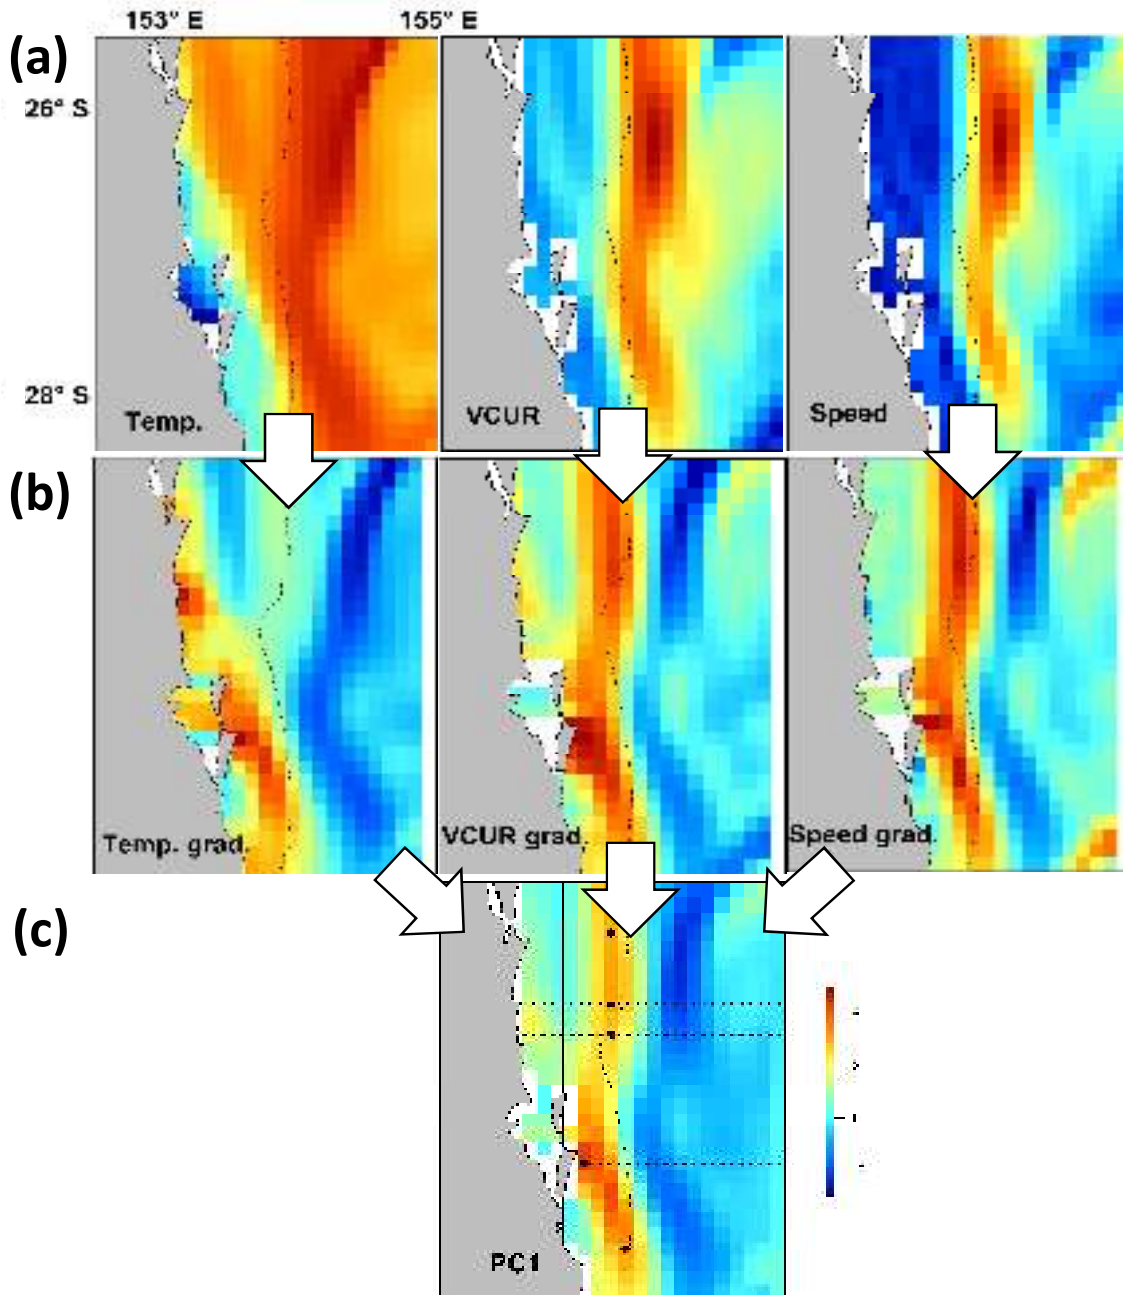 153° E 155° E
(a)
26° S
28° S
Temp. VCUR Speed
(b)
Temp. grad. VCUR grad. Speed grad.
(c)
PC1